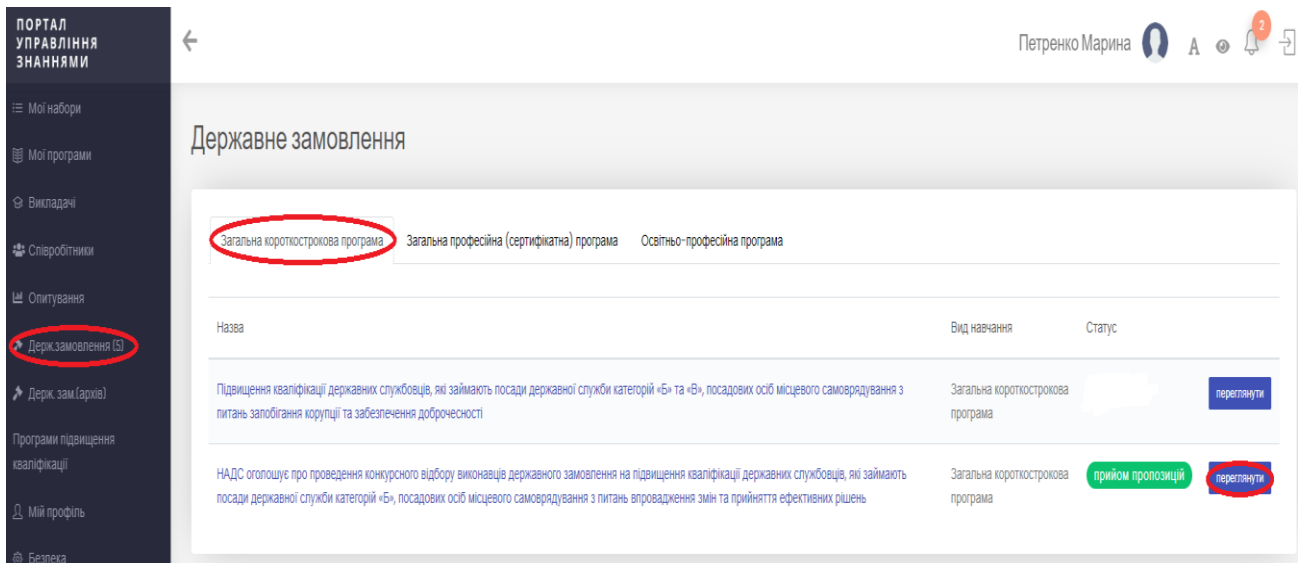 ПОРТАЛ
УПРАВЛІННЯ
ЗНАННЯМИ
Петренко Марина
A
2
Мої набори
Мої програми
Викладачі
Співробітники
Опитування
Держ.замовлення (5)
Держ. зам.(архів)
Програми підвищення
кваліфікації
Мій профіль
Безпека
Державне замовлення
Загальна короткострокова програма Загальна професійна (сертифікатна) програма Освітньо-професійна програма
Назва Вид навчання Статус
Підвищення кваліфікації державних службовців, які займають посади державної служби категорій «Б» та «В», посадових осіб місцевого самоврядування з
питань запобігання корупції та забезпечення доброчесності
Загальна короткострокова
програма
переглянути
НАДС оголошує про проведення конкурсного відбору виконавців державного замовлення на підвищення кваліфікації державних службовців, які займають
посади державної служби категорій «Б», посадових осіб місцевого самоврядування з питань впровадження змін та прийняття ефективних рішень
Загальна короткострокова
програма
прийом пропозицій
переглянути